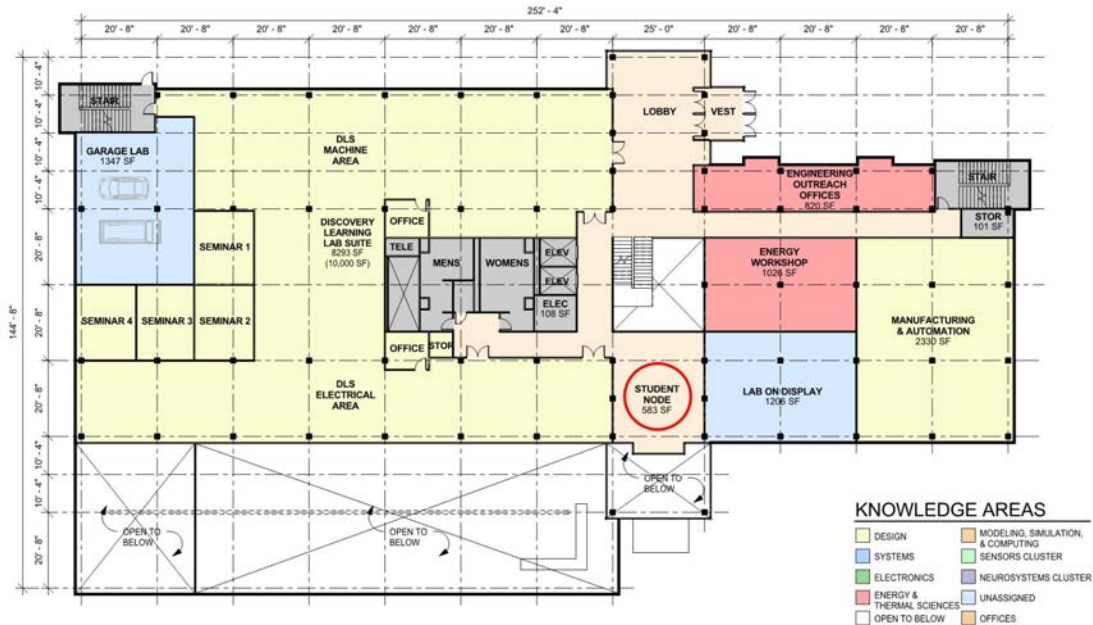 252' - 4"
20' - 8"
20' - 8"
20' - 8"
20' - 8"
20' - 8"
20' - 8"
20' - 8"
25' - 0"
20' - 8"
20' - 8"
20' - 8"
20' - 8"
144' - 8"
10' - 4"
10' - 4"
10' - 4"
10' - 4"
20' - 8"
20' - 8"
20' - 8"
10' - 4"
10' - 4"
20' - 8"
STAIR
GARAGE LAB
1347 SF
DLS
MACHINE
AREA
LOBBY
VEST
ENGINEERING
OUTREACH
OFFICES
820 SF
STAIR
STOR
101 SF
SEMINAR 1
DISCOVERY
LEARNING
LAB SUITE
8293 SF
(10,000 SF)
OFFICE
TELE
MENS
WOMENS
ELEV
ELEV
ELEC
108 SF
ENERGY
WORKSHOP
1026 SF
SEMINAR 4
SEMINAR 3
SEMINAR 2
OFFICE
STOR
MANUFACTURING
& AUTOMATION
2330 SF
DLS
ELECTRICAL
AREA
STUDENT
NODE
583 SF
LAB ON DISPLAY
1206 SF
OPEN TO
BELOW
OPEN TO
BELOW
OPEN TO
BELOW
KNOWLEDGE AREAS
DESIGN
SYSTEMS
ELECTRONICS
ENERGY &
THERMAL SCIENCES
OPEN TO BELOW
MODELING, SIMULATION,
& COMPUTING
SENSORS CLUSTER
NEUROSYSTEMS CLUSTER
UNASSIGNED
OFFICES